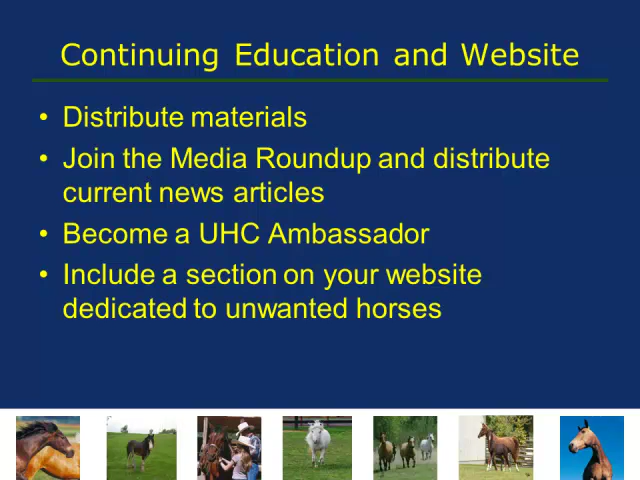 Continuing Education and Website
• Distribute materials
• Join the Media Roundup and distribute
current news articles
• Become a UHC Ambassador
• Include a section on your website
dedicated to unwanted horses